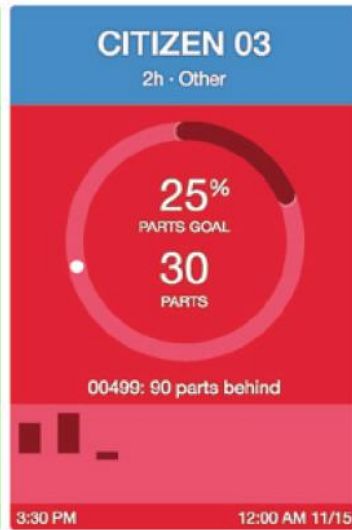 CITIZEN 03
2h · Other
25%
PARTS GOAL
30
PARTS
00499: 90 parts behind
3:30 PM 12:00 AM 11/15